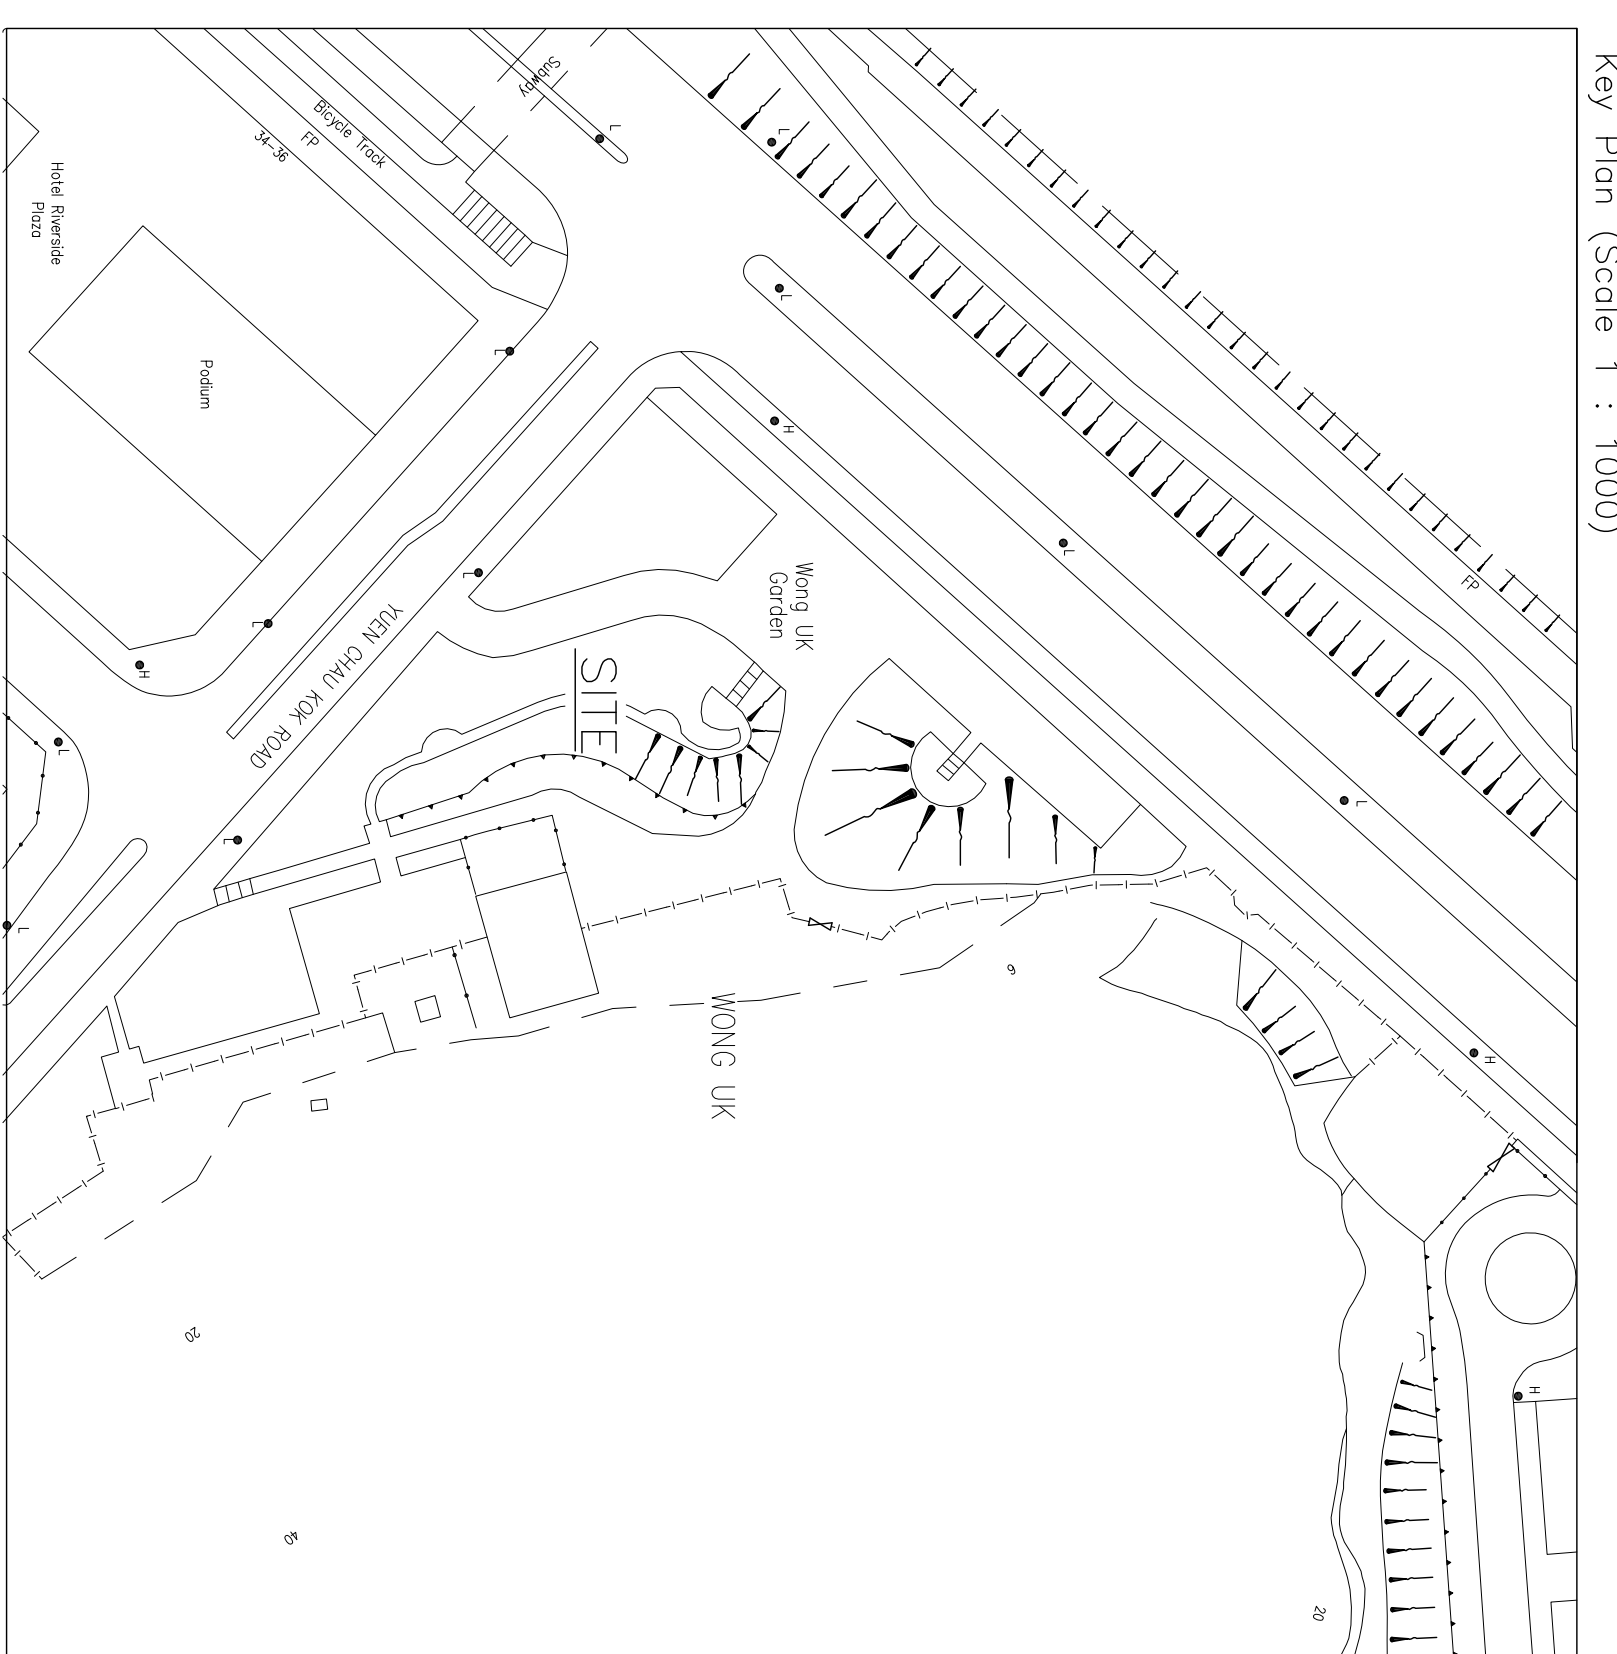 Key Plan (Scale 1 : 1000)
Subway
L
L
Bicycle Track
FP
34-36
Hotel Riverside
Plaza
L
L
Podium
H
L
FP
L
Wong UK
Garden
YUEN CHAU KOK ROAD
L
H
SITE
L
L
L
L
6
WONG UK
H
20
H
40
20